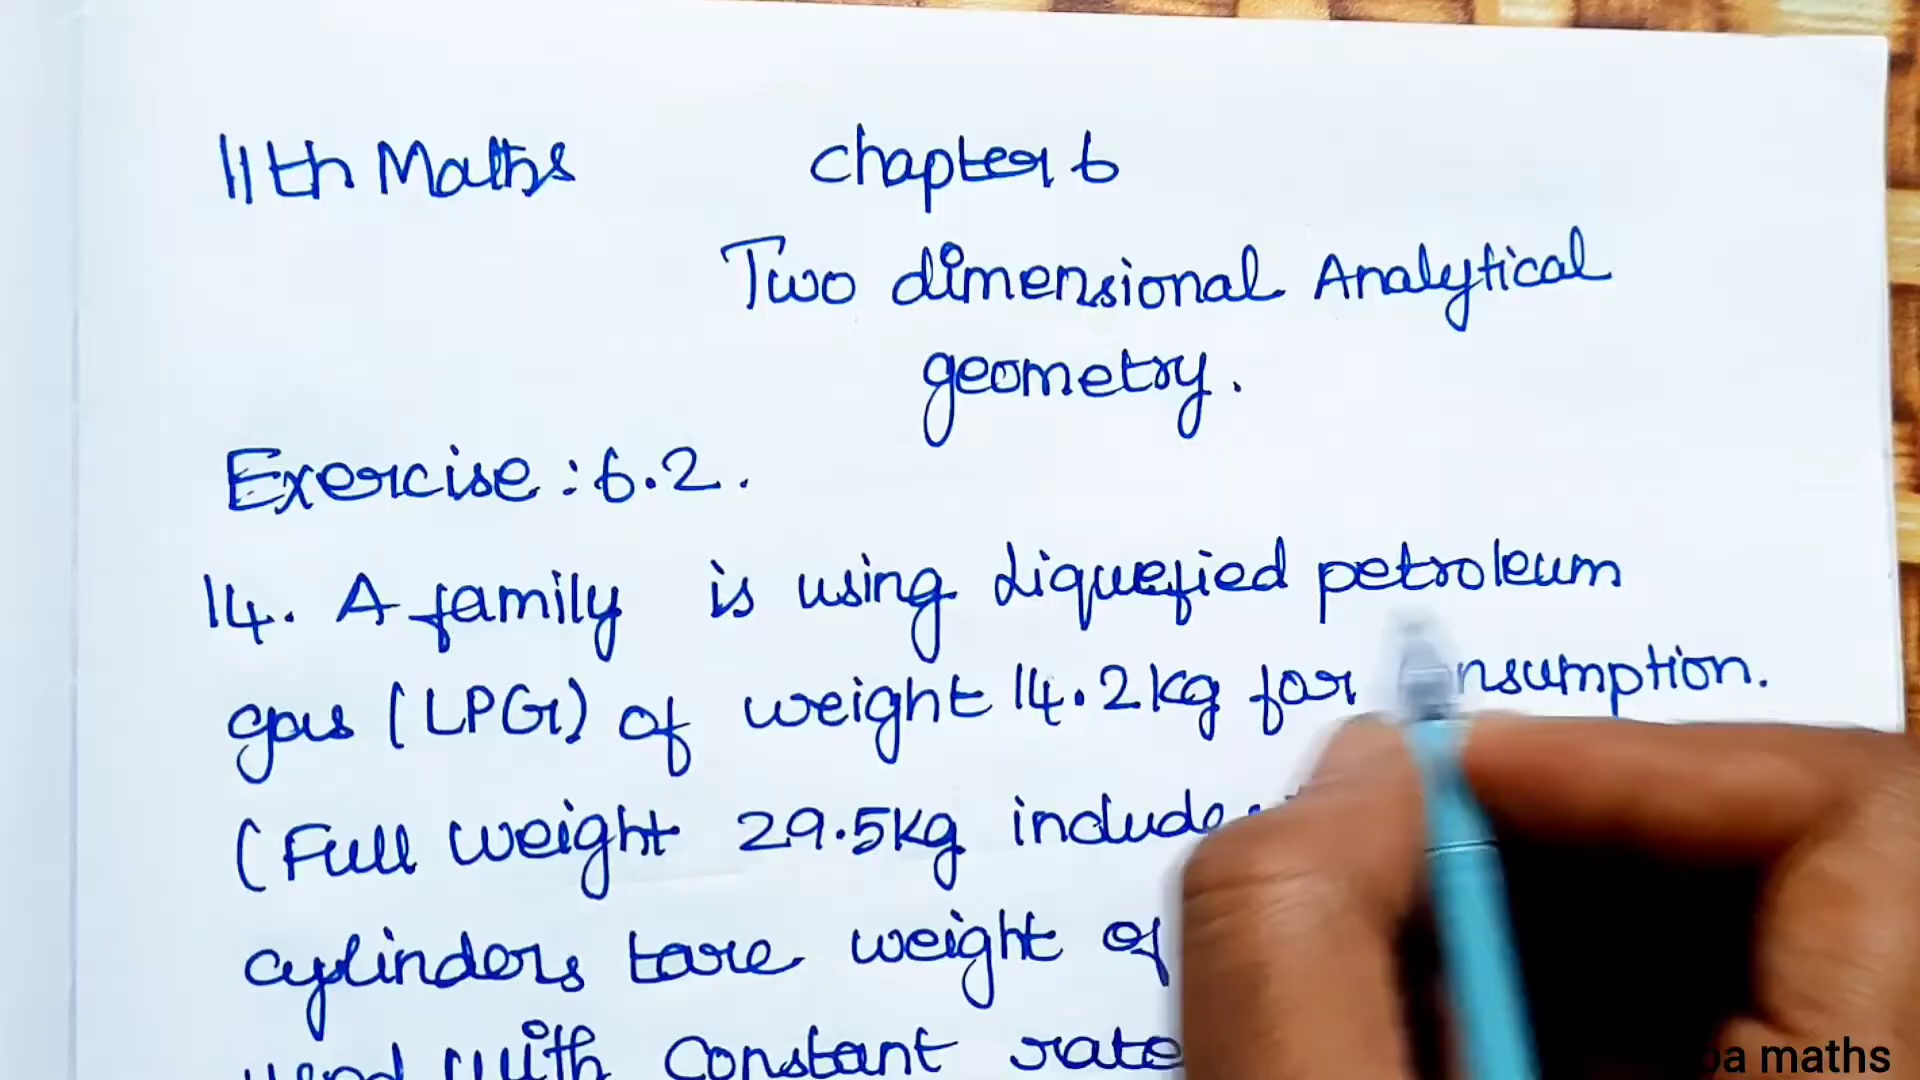 11th Maths chapter 6
Two dimensional Analytical
geometry.
Exercise : 6.2.
14. A family is using Liquefied petroleum
gas (LPG) of weight 14.2kg for nsumption.
(Full weight 29.5kg include
cylinders tare weight of
with constant rate
maths